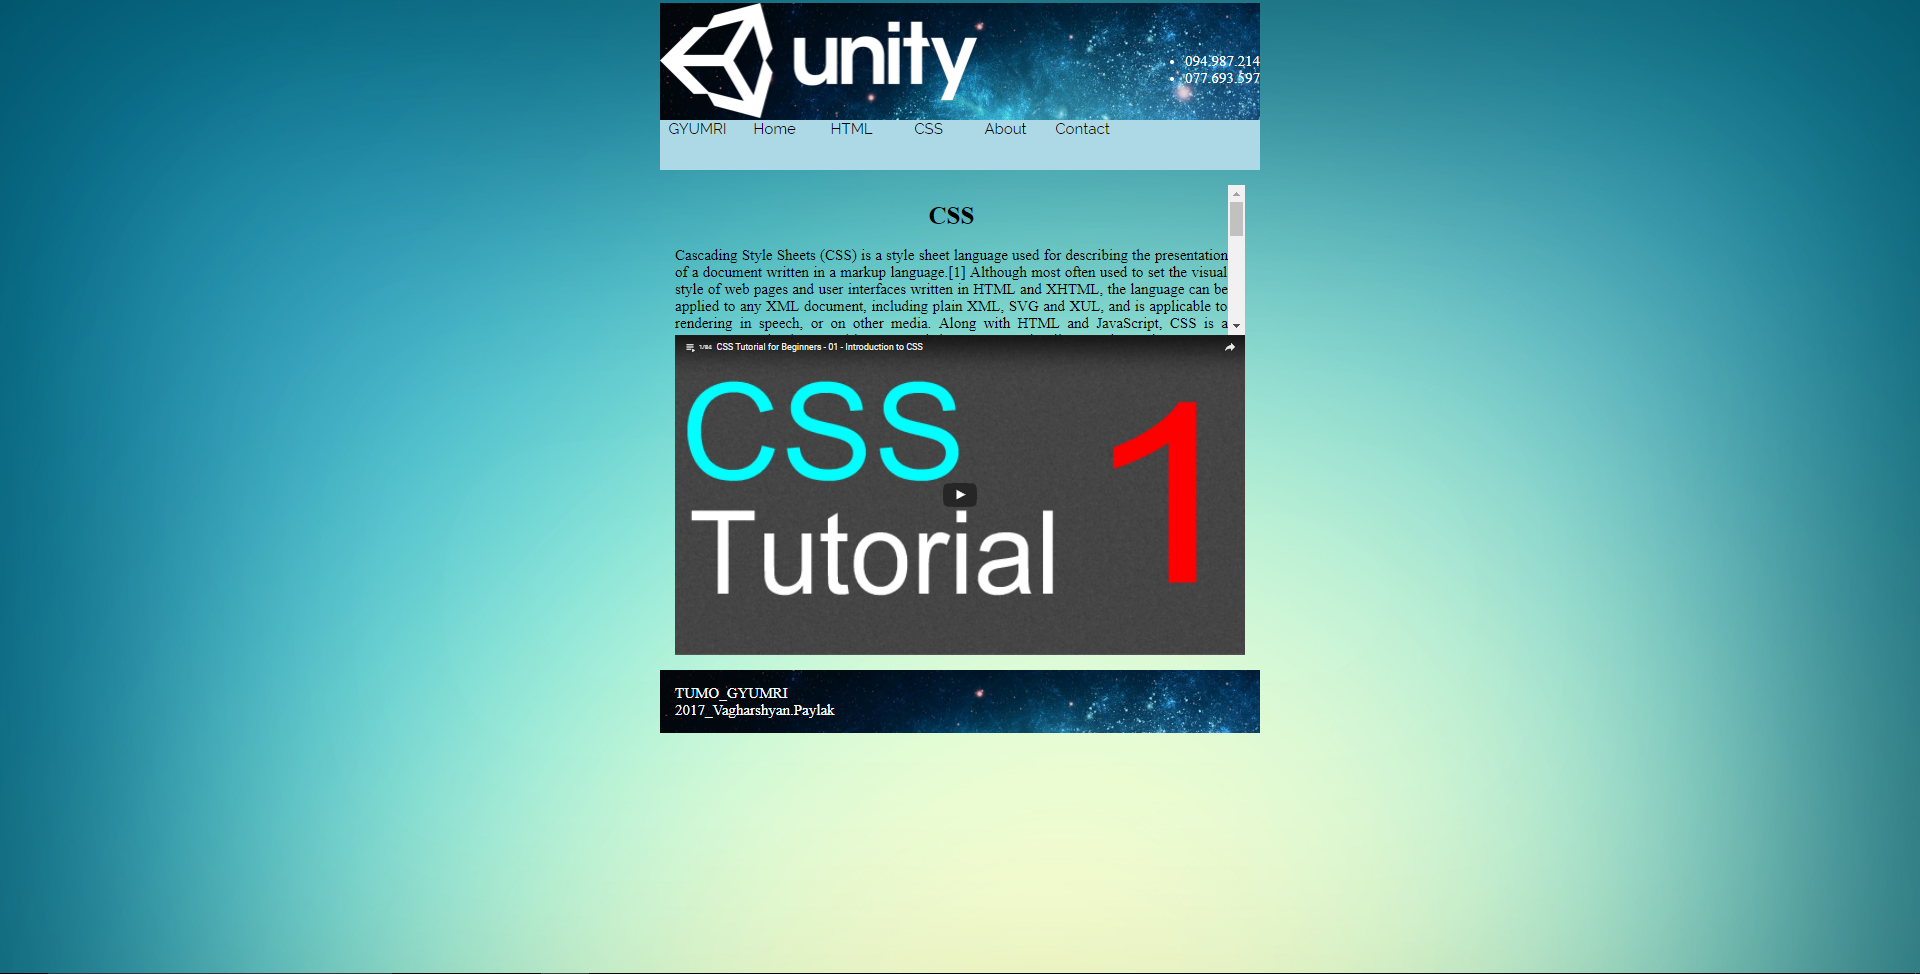 unity
094.987.214
077.693.597
GYUMRI Home HTML CSS About Contact
CSS
Cascading Style Sheets (CSS) is a style sheet language used for describing the presentation
of a document written in a markup language.[1] Although most often used to set the visual
style of web pages and user interfaces written in HTML and XHTML, the language can be
applied to any XML document, including plain XML, SVG and XUL, and is applicable to
rendering in speech, or on other media. Along with HTML and JavaScript, CSS is a
1/84 CSS Tutorial for Beginners - 01 - Introduction to CSS
CSS
1
Tutorial
TUMO_GYUMRI
2017_Vagharshyan.Paylak